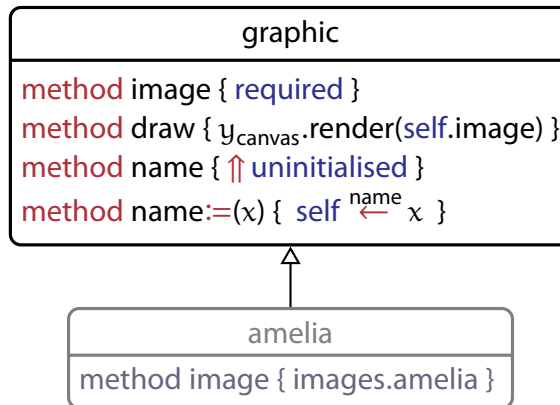 graphic
method image { required }
method draw { ycanvas.render(self.image) }
method name { ⇑ uninitialised }
method name:=(x) { self ←name x }
amelia
method image { images.amelia }